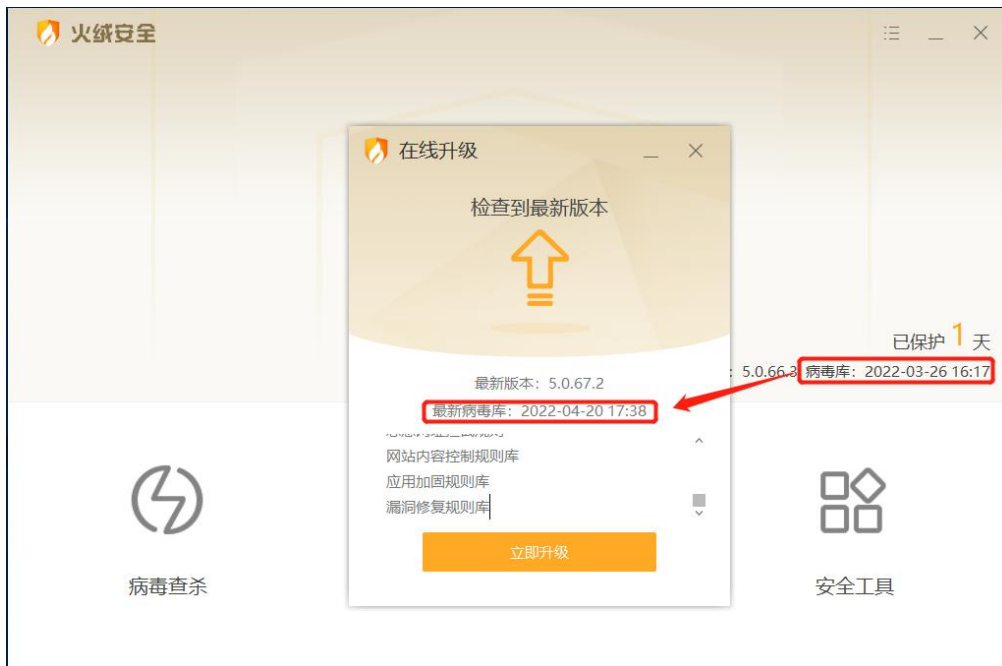 火绒安全
在线升级
检查到最新版本
已保护 1 天
: 5.0.66.3 病毒库: 2022-03-26 16:17
最新版本: 5.0.67.2
最新病毒库: 2022-04-20 17:38
网站内容控制规则库
应用加固规则库
漏洞修复规则库
立即升级
病毒查杀
安全工具